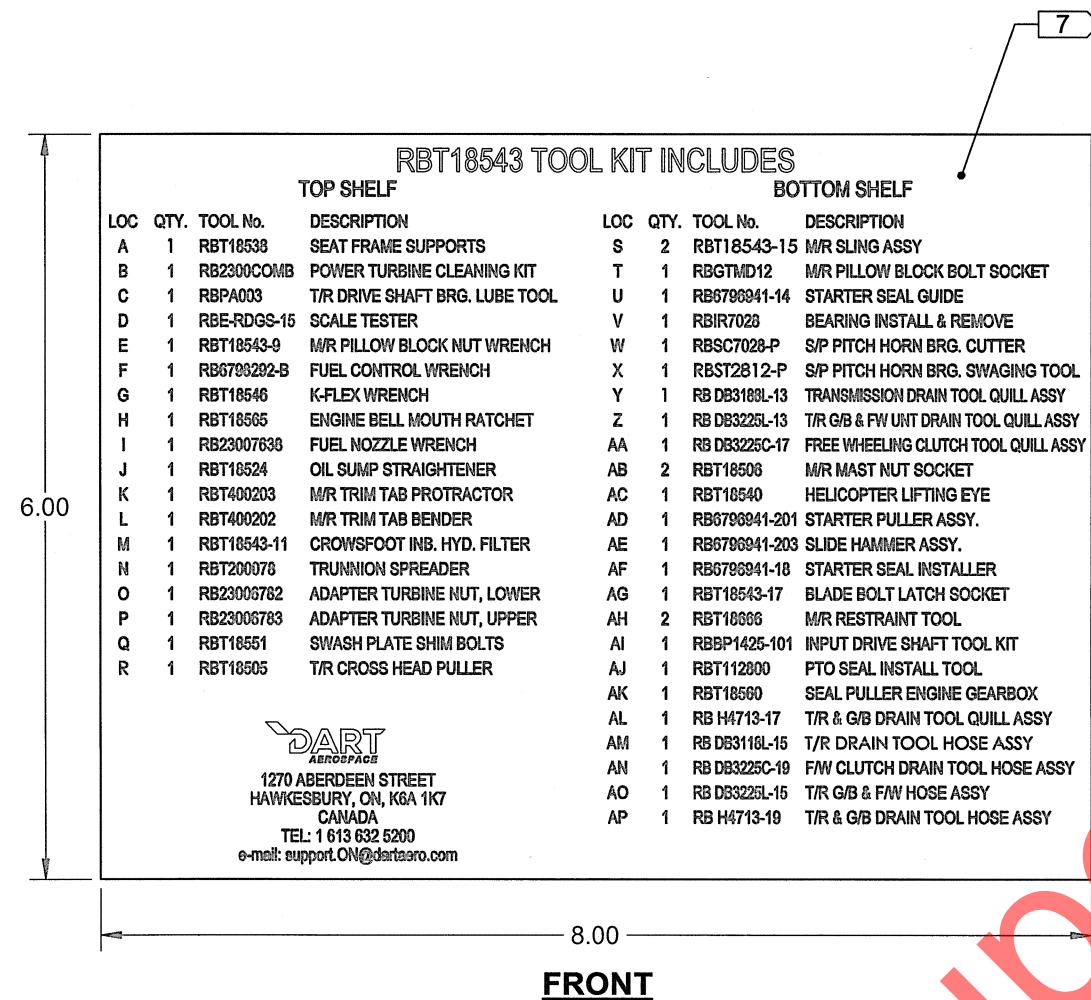 7
RBT18543 TOOL KIT INCLUDES
TOP SHELF
LOC QTY. TOOL No. DESCRIPTION
A 1 RBT18538 SEAT FRAME SUPPORTS
B 1 RB2300COMB POWER TURBINE CLEANING KIT
C 1 RBPA003 T/R DRIVE SHAFT BRG. LUBE TOOL
D 1 RBE-RDGS-15 SCALE TESTER
E 1 RBT18543-9 M/R PILLOW BLOCK NUT WRENCH
F 1 RB6798292-B FUEL CONTROL WRENCH
G 1 RBT18546 K-FLEX WRENCH
H 1 RBT18565 ENGINE BELL MOUTH RATCHET
I 1 RB23007638 FUEL NOZZLE WRENCH
J 1 RBT18524 OIL SUMP STRAIGHTENER
K 1 RBT400203 M/R TRIM TAB PROTRACTOR
L 1 RBT400202 M/R TRIM TAB BENDER
M 1 RBT18543-11 CROWSFOOT INB. HYD. FILTER
N 1 RBT200078 TRUNNION SPREADER
O 1 RB23006782 ADAPTER TURBINE NUT, LOWER
P 1 RB23006783 ADAPTER TURBINE NUT, UPPER
Q 1 RBT18551 SWASH PLATE SHIM BOLTS
R 1 RBT18505 T/R CROSS HEAD PULLER
BOTTOM SHELF
LOC QTY. TOOL No. DESCRIPTION
S 2 RBT18543-15 M/R SLING ASSY
T 1 RBGTMD12 M/R PILLOW BLOCK BOLT SOCKET
U 1 RB6796941-14 STARTER SEAL GUIDE
V 1 RBIR7028 BEARING INSTALL & REMOVE
W 1 RBSC7028-P S/P PITCH HORN BRG. CUTTER
X 1 RBST2812-P S/P PITCH HORN BRG. SWAGING TOOL
Y 1 RB DB3188L-13 TRANSMISSION DRAIN TOOL QUILL ASSY
Z 1 RB DB3225L-13 T/R G/B & FW UNT DRAIN TOOL QUILL ASSY
AA 1 RB DB3225C-17 FREE WHEELING CLUTCH TOOL QUILL ASSY
AB 2 RBT18506 M/R MAST NUT SOCKET
AC 1 RBT18540 HELICOPTER LIFTING EYE
AD 1 RB6796941-201 STARTER PULLER ASSY.
AE 1 RB6796941-203 SLIDE HAMMER ASSY.
AF 1 RB6796941-18 STARTER SEAL INSTALLER
AG 1 RBT18543-17 BLADE BOLT LATCH SOCKET
AH 2 RBT18666 M/R RESTRAINT TOOL
AI 1 RBBP1425-101 INPUT DRIVE SHAFT TOOL KIT
AJ 1 RBT112800 PTO SEAL INSTALL TOOL
AK 1 RBT18560 SEAL PULLER ENGINE GEARBOX
AL 1 RB H4713-17 T/R & G/B DRAIN TOOL QUILL ASSY
AM 1 RB DB3118L-15 T/R DRAIN TOOL HOSE ASSY
AN 1 RB DB3225C-19 F/W CLUTCH DRAIN TOOL HOSE ASSY
AO 1 RB DB3225L-15 T/R G/B & F/W HOSE ASSY
AP 1 RB H4713-19 T/R & G/B DRAIN TOOL HOSE ASSY
DART
AEROSPACE
1270 ABERDEEN STREET
HAWKESBURY, ON, K6A 1K7
CANADA
TEL: 1 613 632 5200
e-mail: support.ON@dartaero.com
6.00
8.00
FRONT